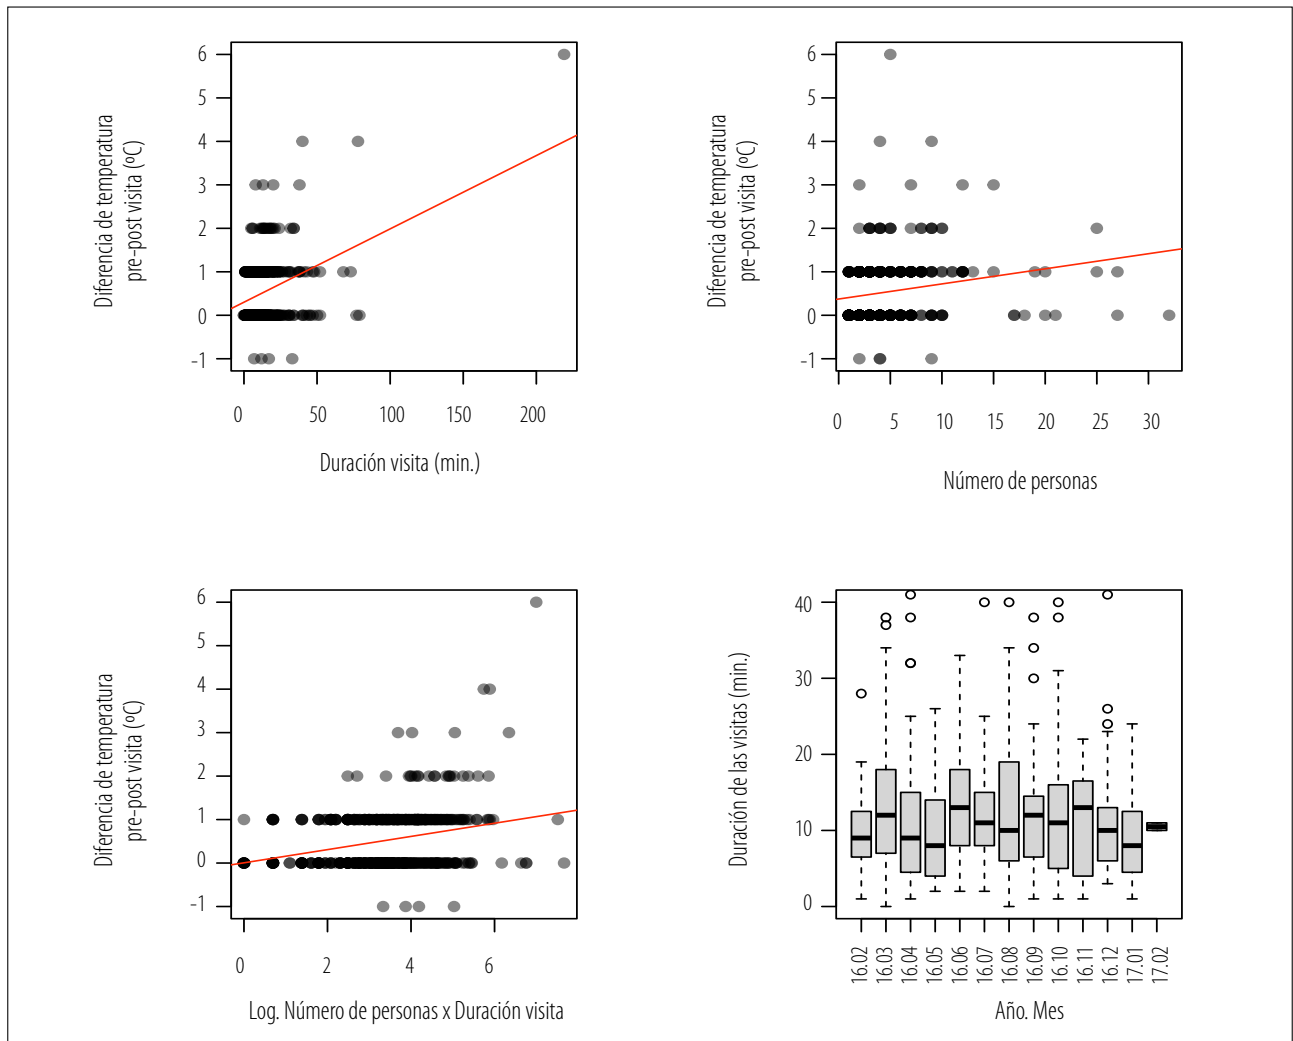 Diferencia de temperatura
pre-post visita (ºC)
6
5
4
3
2
1
0
-1
0 50 100 150 200
Duración visita (min.)
Diferencia de temperatura
pre-post visita (ºC)
6
5
4
3
2
1
0
-1
0 5 10 15 20 25 30
Número de personas
Diferencia de temperatura
pre-post visita (ºC)
6
5
4
3
2
1
0
-1
0 2 4 6
Log. Número de personas x Duración visita
Duración de las visitas (min.)
40
30
20
10
0
16.02 16.03 16.04 16.05 16.06 16.07 16.08 16.09 16.10 16.11 16.12 17.01 17.02
Año. Mes